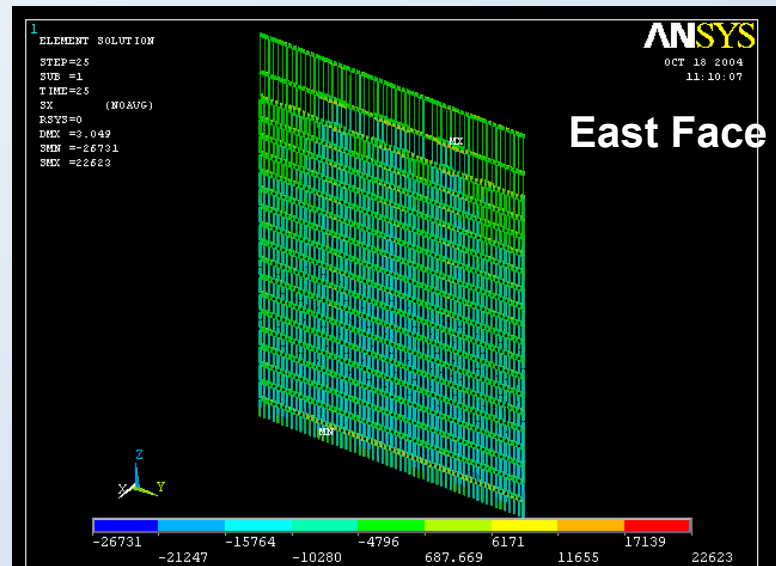 1
ELEMENT SOLUTION
STEP=25
SUB =1
TIME=25
SX (NOAVG)
RSYS=0
DMX =3.049
SMN =-26731
SMX =22623
ANSYS
OCT 18 2004
11:10:07
East Face
MX
MN
Z
X
Y
-26731 -15764 -4796 6171 17139
-21247 -10280 687.669 11655 22623